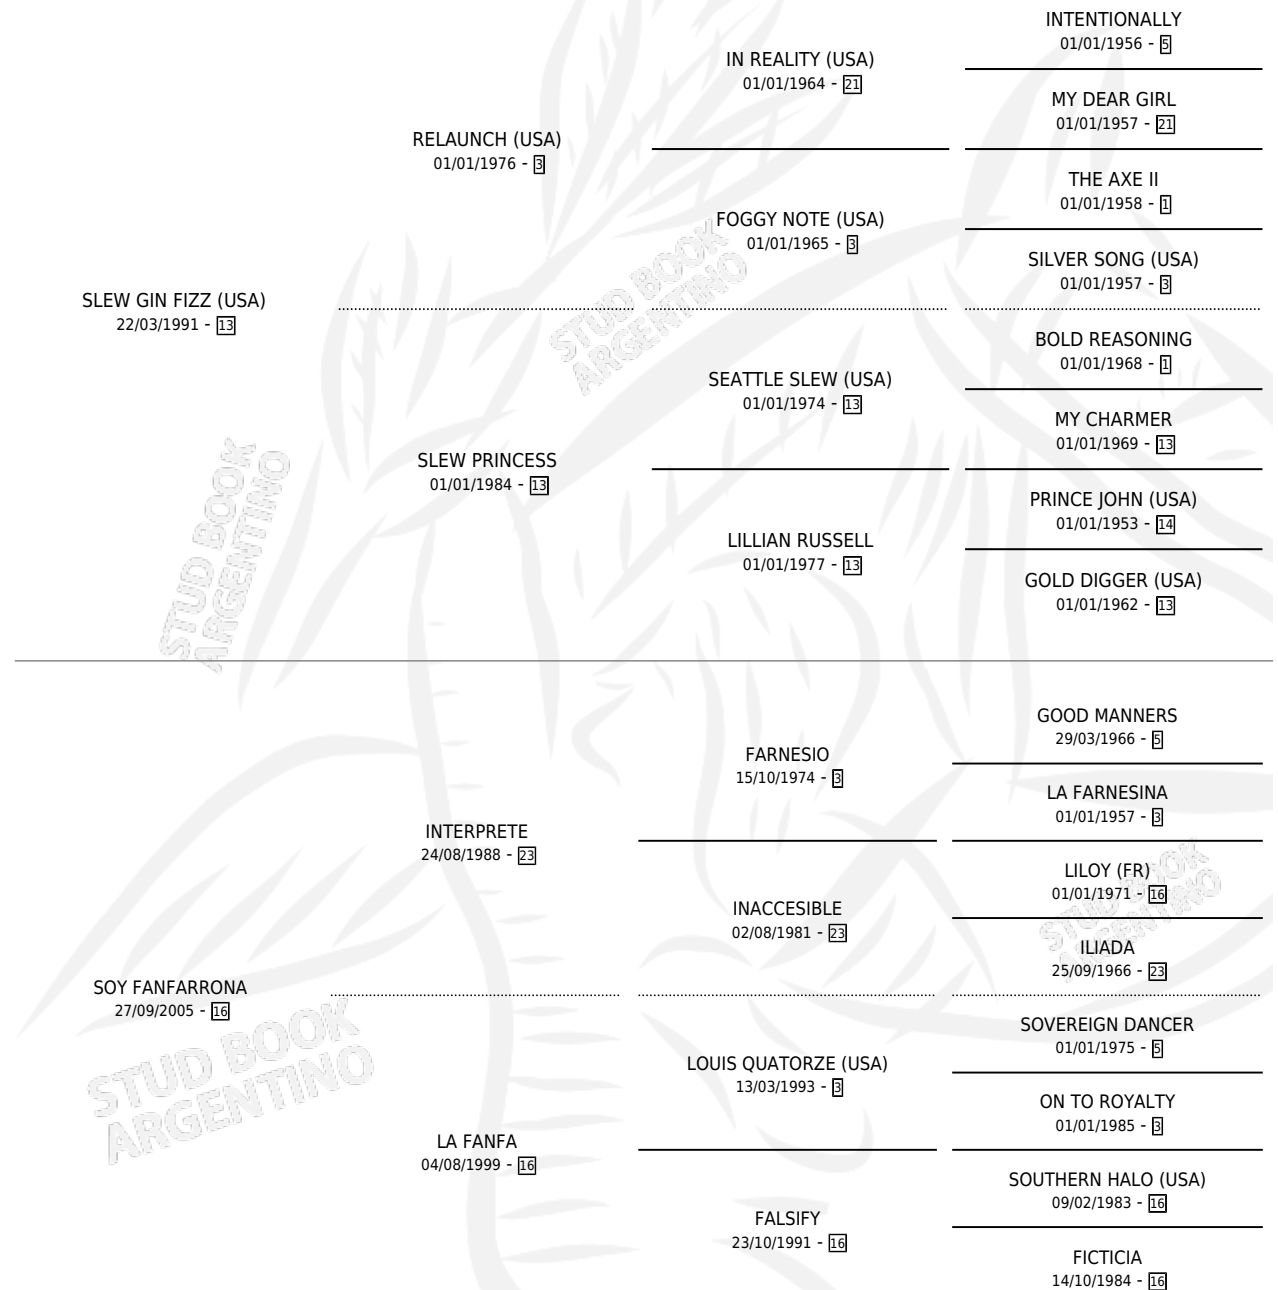 INTENTIONALLY
01/01/1956 - 5
IN REALITY (USA)
01/01/1964 - 21
MY DEAR GIRL
01/01/1957 - 21
RELAUNCH (USA)
01/01/1976 - 3
THE AXE II
01/01/1958 - 1
FOGGY NOTE (USA)
01/01/1965 - 3
SILVER SONG (USA)
01/01/1957 - 3
SLEW GIN FIZZ (USA)
22/03/1991 - 13
BOLD REASONING
01/01/1968 - 1
SEATTLE SLEW (USA)
01/01/1974 - 13
MY CHARMER
01/01/1969 - 13
SLEW PRINCESS
01/01/1984 - 13
PRINCE JOHN (USA)
01/01/1953 - 14
LILLIAN RUSSELL
01/01/1977 - 13
GOLD DIGGER (USA)
01/01/1962 - 13
GOOD MANNERS
29/03/1966 - 5
FARNESIO
15/10/1974 - 3
LA FARNESINA
01/01/1957 - 3
INTERPRETE
24/08/1988 - 23
LILOY (FR)
01/01/1971 - 16
INACCESIBLE
02/08/1981 - 23
ILIADA
25/09/1966 - 23
SOY FANFARRONA
27/09/2005 - 16
SOVEREIGN DANCER
01/01/1975 - 5
LOUIS QUATORZE (USA)
13/03/1993 - 3
ON TO ROYALTY
01/01/1985 - 3
LA FANFA
04/08/1999 - 16
SOUTHERN HALO (USA)
09/02/1983 - 16
FALSIFY
23/10/1991 - 16
FICTICIA
14/10/1984 - 16
STUD BOOK
ARGENTINO
STUD BOOK
ARGENTINO
STUD BOOK
ARGENTINO
STUD BOOK
ARGENTINO